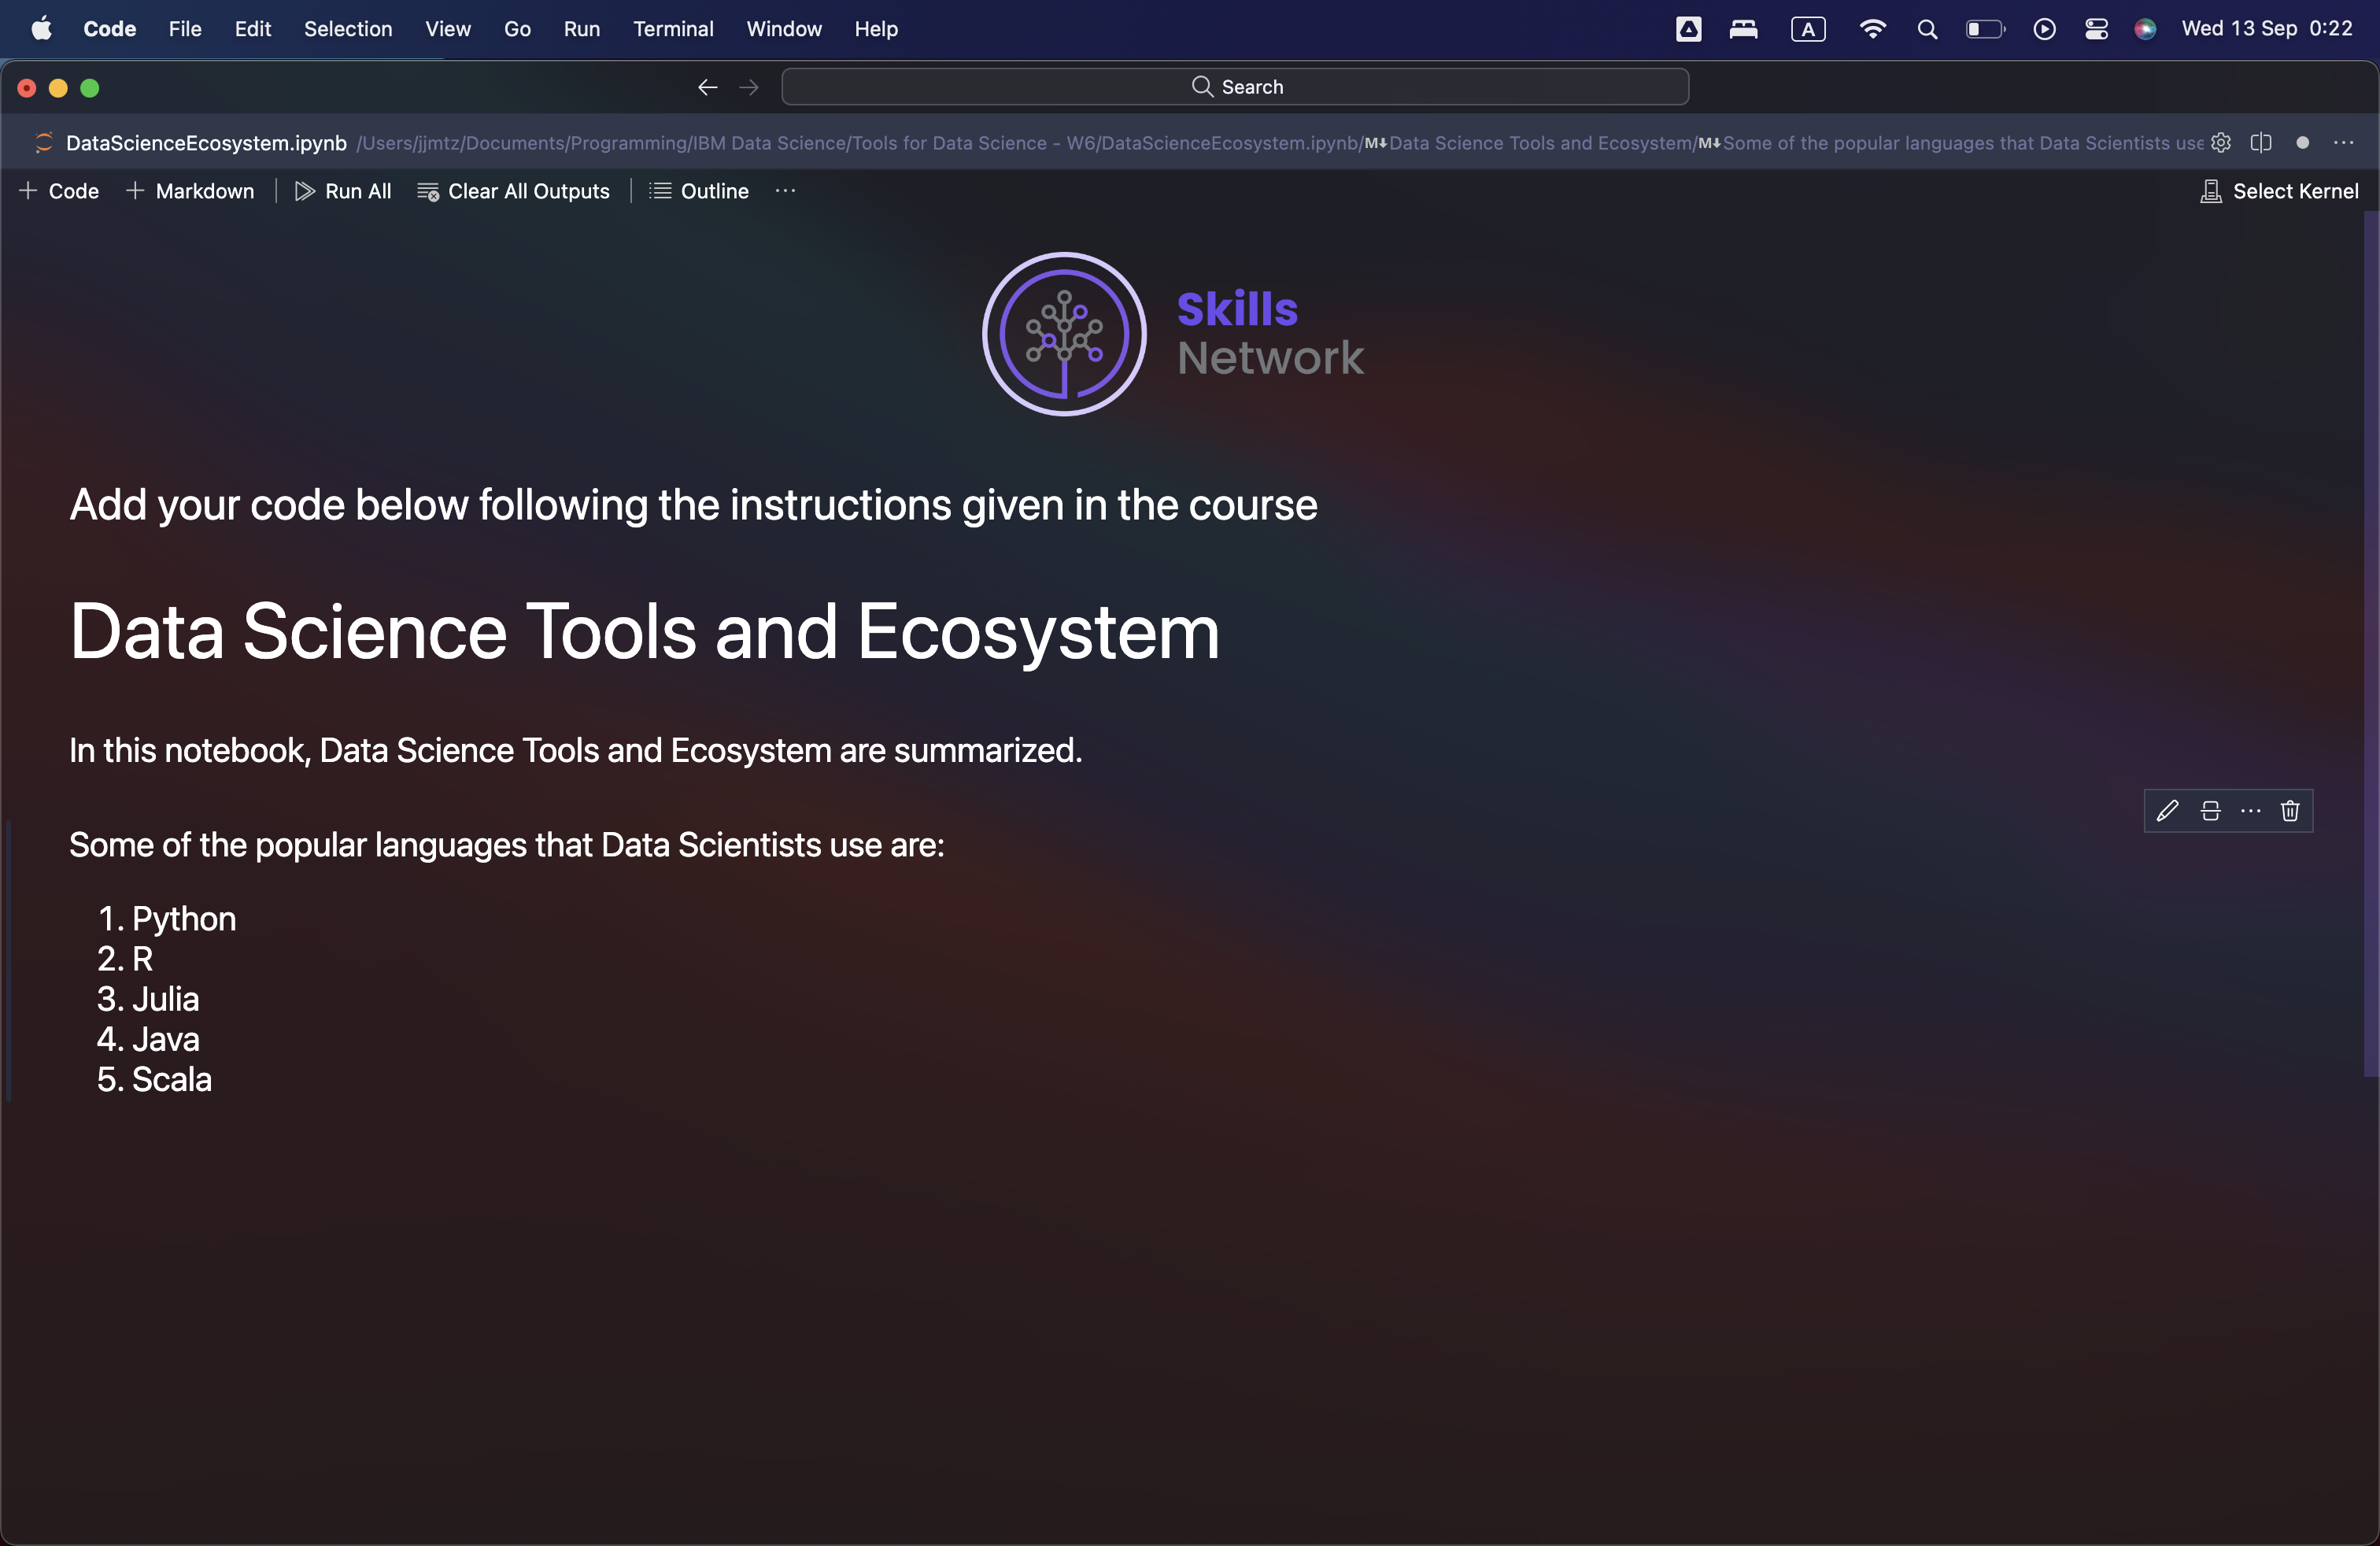 Code File Edit Selection View Go Run Terminal Window Help A Wed 13 Sep 0:22
Search
DataScienceEcosystem.ipynb /Users/jjmtz/Documents/Programming/IBM Data Science/Tools for Data Science - W6/DataScienceEcosystem.ipynb/M↓Data Science Tools and Ecosystem/M↓Some of the popular languages that Data Scientists use
+ Code + Markdown Run All Clear All Outputs Outline ··· Select Kernel
Skills
Network
Add your code below following the instructions given in the course
Data Science Tools and Ecosystem
In this notebook, Data Science Tools and Ecosystem are summarized.
Some of the popular languages that Data Scientists use are:
1. Python
2. R
3. Julia
4. Java
5. Scala